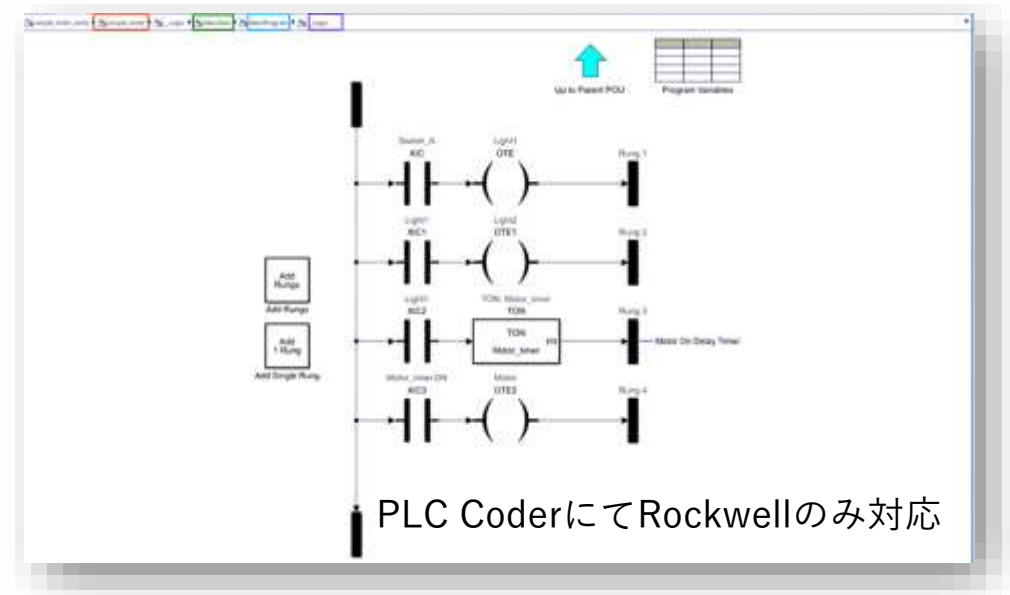 Up to Parent POU
Program Variables
Switch_A
XIC
Light1
OTE
Rung 1
Light1
XIC1
Light2
OTE1
Rung 2
Add
Rungs
Add Rungs
Light1
XIC2
TON: Motor_timer
TON
TON
EN
Motor_timer
Rung 3
Motor On Delay Timer
Add
1 Rung
Add Single Rung
Motor_timer.DN
XIC3
Motor
OTE2
Rung 4
PLC CoderにてRockwellのみ対応